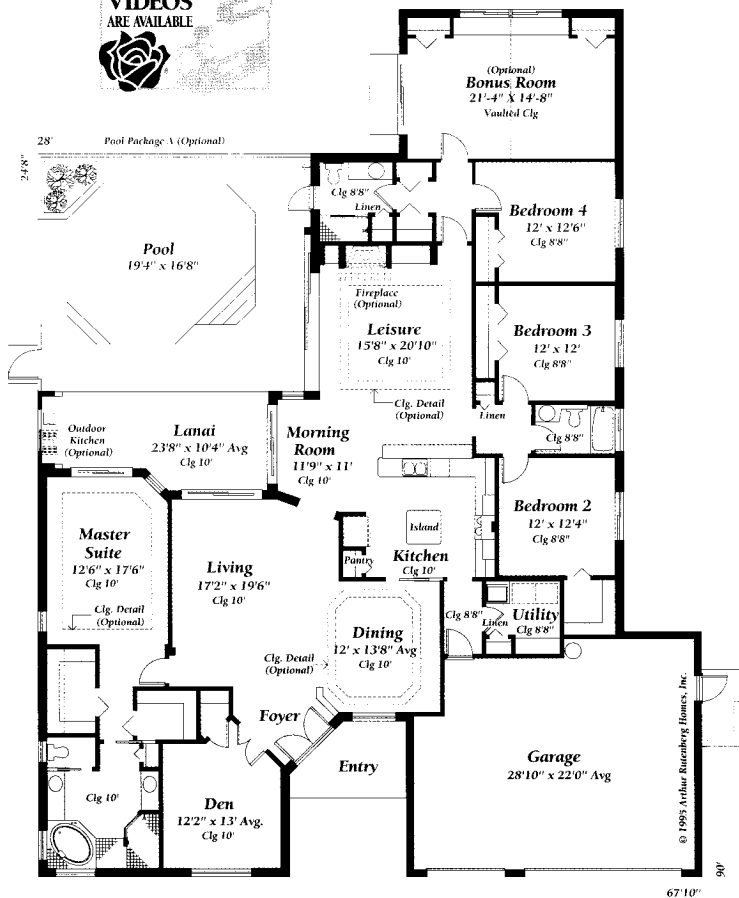 VIDEOS
ARE AVAILABLE
(Optional)
Bonus Room
21'-4" X 14'-8"
Vaulted Clg
28'
Pool Package A (Optional)
24'8"
Clg 8'8"
Linen
Bedroom 4
12' x 12'6"
Clg 8'8"
Pool
19'4" x 16'8"
Fireplace
(Optional)
Leisure
15'8" x 20'10"
Clg 10'
Bedroom 3
12' x 12'
Clg 8'8"
Clg. Detail
(Optional)
Linen
Clg 8'8"
Outdoor
Kitchen
(Optional)
Lanai
23'8" x 10'4" Avg
Clg 10'
Morning
Room
11'9" x 11'
Clg 10'
Master
Suite
12'6" x 17'6"
Clg 10'
Clg. Detail
(Optional)
Living
17'2" x 19'6"
Clg 10'
Island
Pantry
Kitchen
Clg 10'
Bedroom 2
12' x 12'4"
Clg 8'8"
Clg 8'8"
Linen
Utility
Clg 8'8"
Dining
12' x 13'8" Avg
Clg 10'
Clg. Detail
(Optional)
Foyer
Entry
Garage
28'10" x 22'0" Avg
© 1995 Arthur Rutenberg Homes, Inc.
Clg 10'
Den
12'2" x 13' Avg.
Clg 10'
90'
67'10"